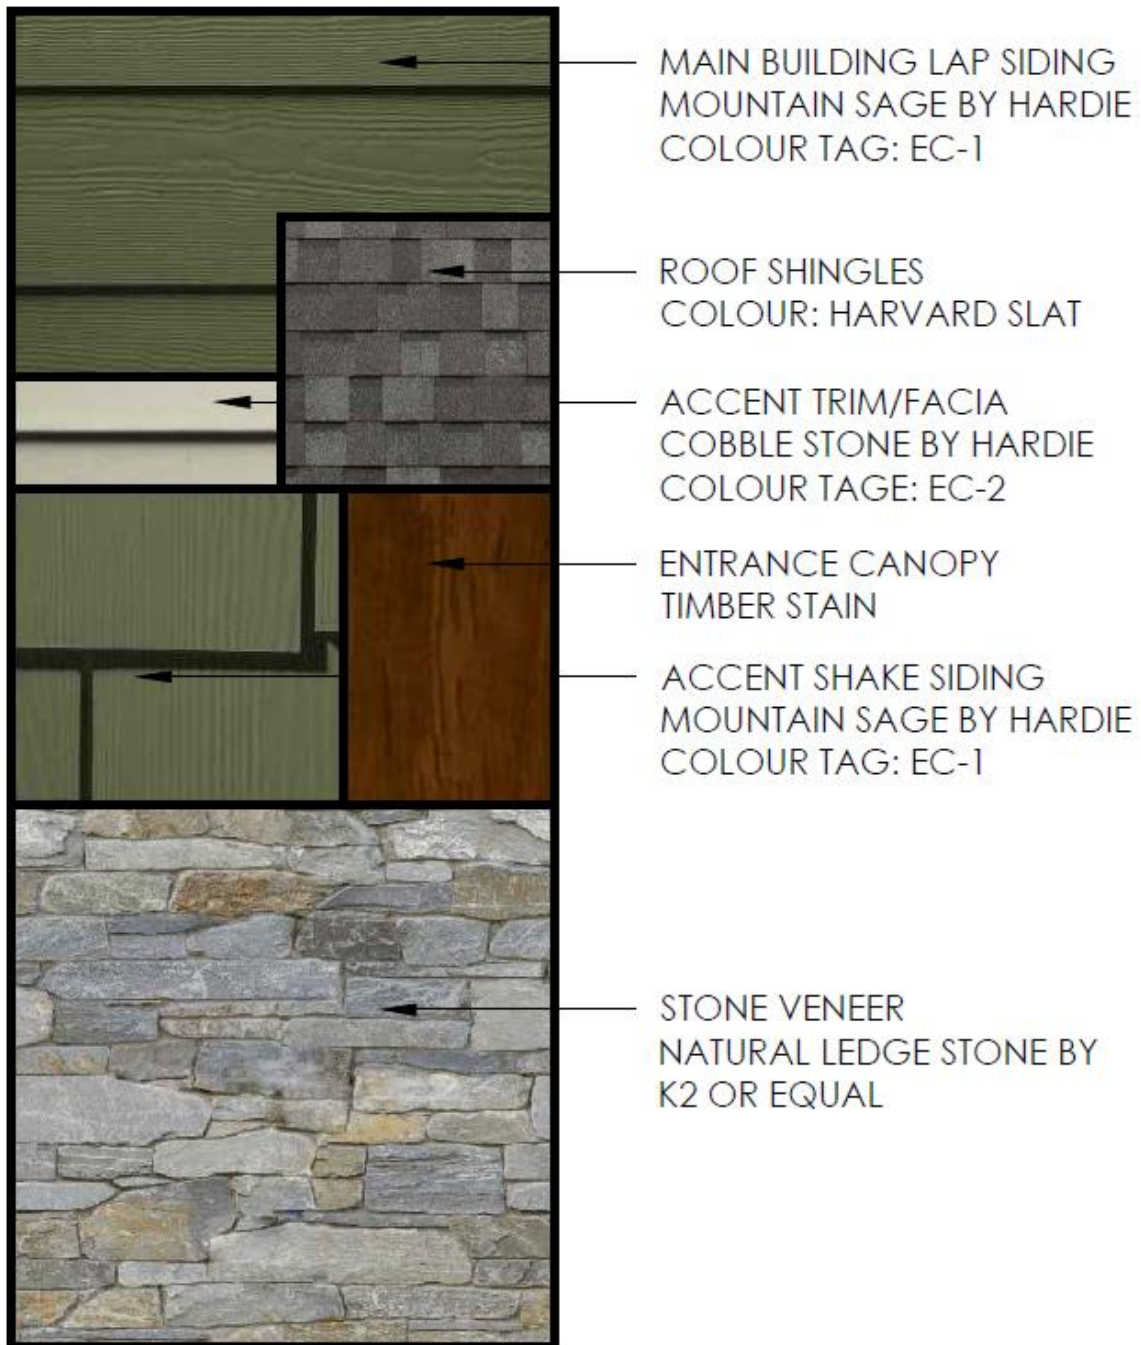 MAIN BUILDING LAP SIDING
MOUNTAIN SAGE BY HARDIE
COLOUR TAG: EC-1
ROOF SHINGLES
COLOUR: HARVARD SLAT
ACCENT TRIM/FACIA
COBBLE STONE BY HARDIE
COLOUR TAGE: EC-2
ENTRANCE CANOPY
TIMBER STAIN
ACCENT SHAKE SIDING
MOUNTAIN SAGE BY HARDIE
COLOUR TAG: EC-1
STONE VENEER
NATURAL LEDGE STONE BY
K2 OR EQUAL